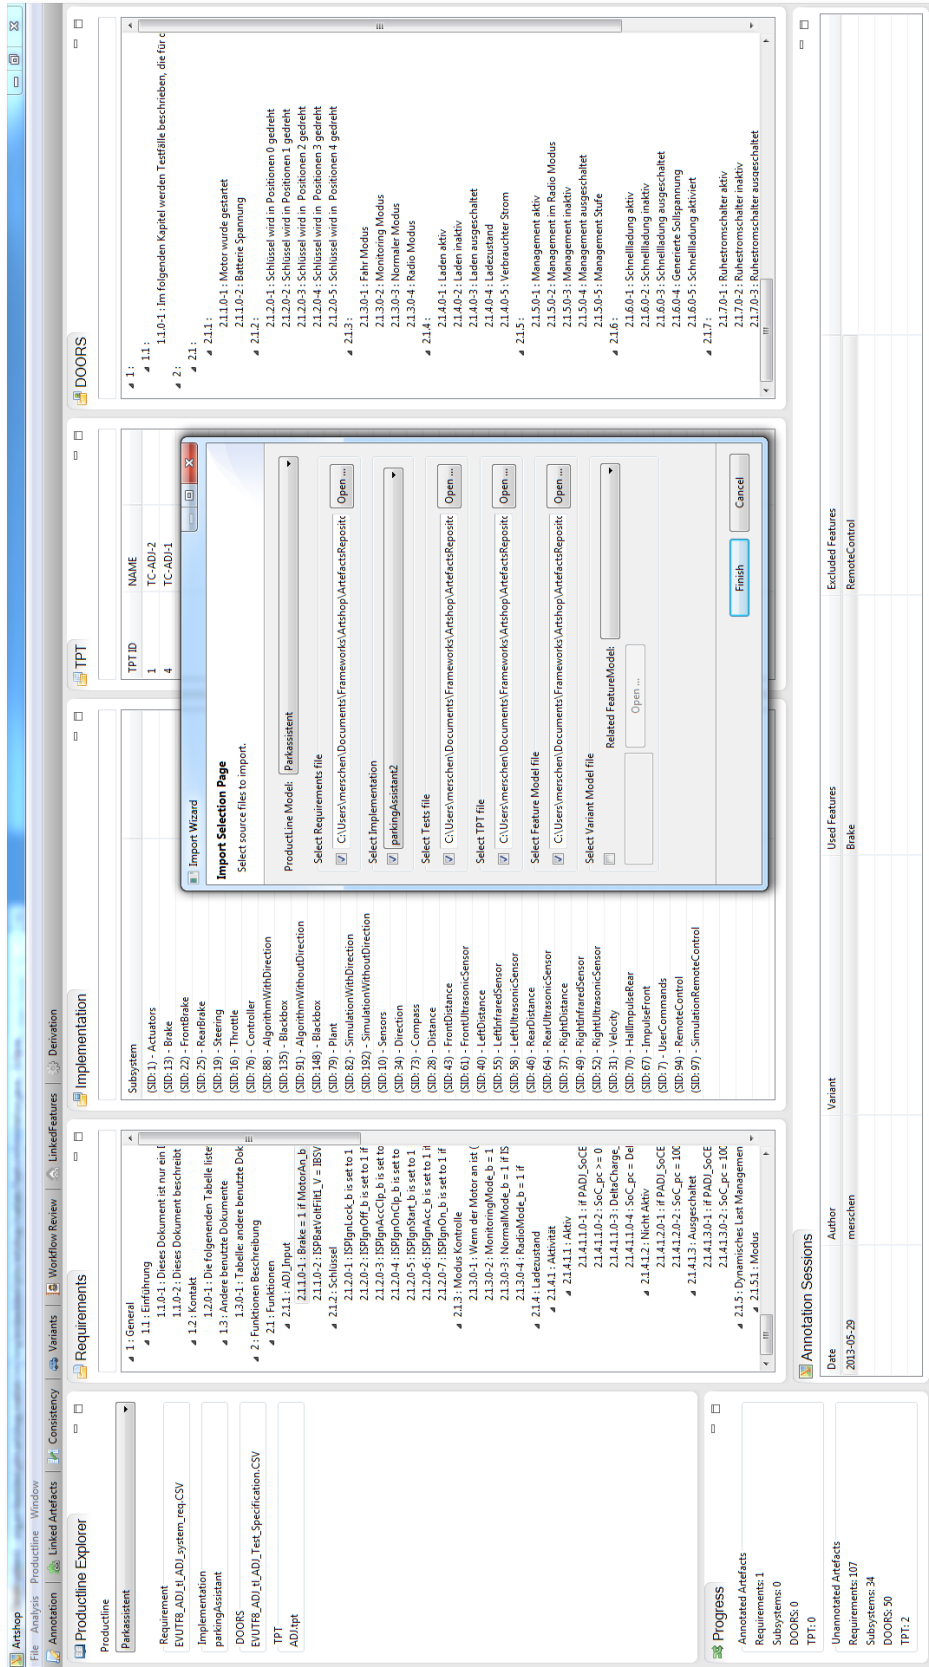 Artshop
File Analysis Productline Window
Annotation Linked Artefacts Consistency Variants Workflow Review LinkedFeatures Derivation
Productline Explorer
Productline
Parkassistent
Requirement
EVUTF8_ADJ_tl_ADJ_system_req.CSV
Implementation
parkingAssistant
DOORS
EVUTF8_ADJ_tl_ADJ_Test_Specification.CSV
TPT
ADJ.tpt
Progress
Annotated Artefacts
Requirements: 1
Subsystems: 0
DOORS: 0
TPT: 0
Unannotated Artefacts
Requirements: 107
Subsystems: 34
DOORS: 50
TPT: 2
Requirements
1 : General
1.1 : Einführung
1.1.0-1 : Dieses Dokument ist nur ein
1.1.0-2 : Dieses Dokument beschreibt
1.2 : Kontakt
1.2.0-1 : Die folgenenden Tabelle liste
1.3 : Andere benutzte Dokumente
1.3.0-1 : Tabelle: andere benutzte Dok
2 : Funktionen Beschreibung
2.1 : Funktionen
2.1.1 : ADJ_Input
2.1.1.0-1 : Brake = 1 if MotorAn_b
2.1.1.0-2 : ISPBatVoltFilt1_V = IBSV
2.1.2 : Schlüssel
2.1.2.0-1 : ISPIgnLock_b is set to 1
2.1.2.0-2 : ISPIgnOff_b is set to 1 if
2.1.2.0-3 : ISPIgnAccClp_b is set to
2.1.2.0-4 : ISPIgnOnClp_b is set to
2.1.2.0-5 : ISPIgnStart_b is set to 1
2.1.2.0-6 : ISPIgnAcc_b is set to 1 if
2.1.2.0-7 : ISPIgnOn_b is set to 1 if
2.1.3 : Modus Kontrolle
2.1.3.0-1 : Wenn der Motor an ist (
2.1.3.0-2 : MonitoringMode_b = 1
2.1.3.0-3 : NormalMode_b = 1 if IS
2.1.3.0-4 : RadioMode_b = 1 if
2.1.4 : Ladezustand
2.1.4.1 : Aktivität
2.1.4.1.1 : Aktiv
2.1.4.1.1.0-1 : if PADJ_SoCE
2.1.4.1.1.0-2 : SoC_pc >= 0
2.1.4.1.1.0-3 : DeltaCharge_
2.1.4.1.1.0-4 : SoC_pc = Del
2.1.4.1.2 : Nicht Aktiv
2.1.4.1.2.0-1 : if PADJ_SoCE
2.1.4.1.2.0-2 : SoC_pc = 100
2.1.4.1.3 : Ausgeschaltet
2.1.4.1.3.0-1 : if PADJ_SoCE
2.1.4.1.3.0-2 : SoC_pc = 100
2.1.5 : Dynamisches Last Managemen
2.1.5.1 : Modus
Implementation
Subsystem
(SID: 1) - Actuators
(SID: 13) - Brake
(SID: 22) - FrontBrake
(SID: 25) - RearBrake
(SID: 19) - Steering
(SID: 16) - Throttle
(SID: 76) - Controller
(SID: 88) - AlgorithmWithDirection
(SID: 135) - Blackbox
(SID: 91) - AlgorithmWithoutDirection
(SID: 148) - Blackbox
(SID: 79) - Plant
(SID: 82) - SimulationWithDirection
(SID: 192) - SimulationWithoutDirection
(SID: 10) - Sensors
(SID: 34) - Direction
(SID: 73) - Compass
(SID: 28) - Distance
(SID: 43) - FrontDistance
(SID: 61) - FrontUltrasonicSensor
(SID: 40) - LeftDistance
(SID: 55) - LeftInfraredSensor
(SID: 58) - LeftUltrasonicSensor
(SID: 46) - RearDistance
(SID: 64) - RearUltrasonicSensor
(SID: 37) - RightDistance
(SID: 49) - RightInfraredSensor
(SID: 52) - RightUltrasonicSensor
(SID: 31) - Velocity
(SID: 70) - HallImpulseRear
(SID: 67) - ImpulseFront
(SID: 7) - UserCommands
(SID: 94) - RemoteControl
(SID: 97) - SimulationRemoteControl
TPT
TPT ID NAME
1 TC-ADJ-2
4 TC-ADJ-1
Import Wizard
Import Selection Page
Select source files to import.
ProductLine Model: Parkassistent
Select Requirements file
C:\Users\merschen\Documents\Frameworks\Artshop\ArtefactsRepositc Open ...
Select Implementation
parkingAssistant2
Select Tests file
C:\Users\merschen\Documents\Frameworks\Artshop\ArtefactsRepositc Open ...
Select TPT file
C:\Users\merschen\Documents\Frameworks\Artshop\ArtefactsRepositc Open ...
Select Feature Model file
C:\Users\merschen\Documents\Frameworks\Artshop\ArtefactsRepositc Open ...
Select Variant Model file
Related FeatureModel:
Open ...
Finish Cancel
DOORS
1 :
1.1 :
1.1.0-1 : Im folgenden Kapitel werden Testfälle beschrieben, die für c
2 :
2.1 :
2.1.1 :
2.1.1.0-1 : Motor wurde gestartet
2.1.1.0-2 : Batterie Spannung
2.1.2 :
2.1.2.0-1 : Schlüssel wird in Positionen 0 gedreht
2.1.2.0-2 : Schlüssel wird in Positionen 1 gedreht
2.1.2.0-3 : Schlüssel wird in Positionen 2 gedreht
2.1.2.0-4 : Schlüssel wird in Positionen 3 gedreht
2.1.2.0-5 : Schlüssel wird in Positionen 4 gedreht
2.1.3 :
2.1.3.0-1 : Fahr Modus
2.1.3.0-2 : Monitoring Modus
2.1.3.0-3 : Normaler Modus
2.1.3.0-4 : Radio Modus
2.1.4 :
2.1.4.0-1 : Laden aktiv
2.1.4.0-2 : Laden inaktiv
2.1.4.0-3 : Laden ausgeschaltet
2.1.4.0-4 : Ladezustand
2.1.4.0-5 : Verbrauchter Strom
2.1.5 :
2.1.5.0-1 : Management aktiv
2.1.5.0-2 : Management im Radio Modus
2.1.5.0-3 : Management inaktiv
2.1.5.0-4 : Management ausgeschaltet
2.1.5.0-5 : Management Stufe
2.1.6 :
2.1.6.0-1 : Schnellladung aktiv
2.1.6.0-2 : Schnellladung inaktiv
2.1.6.0-3 : Schnellladung ausgeschaltet
2.1.6.0-4 : Generierte Sollspannung
2.1.6.0-5 : Schnellladung aktiviert
2.1.7 :
2.1.7.0-1 : Ruhestromschalter aktiv
2.1.7.0-2 : Ruhestromschalter inaktiv
2.1.7.0-3 : Ruhestromschalter ausgeschaltet
Annotation Sessions
Date Author Variant Used Features Excluded Features
2013-05-29 merschen Brake RemoteControl